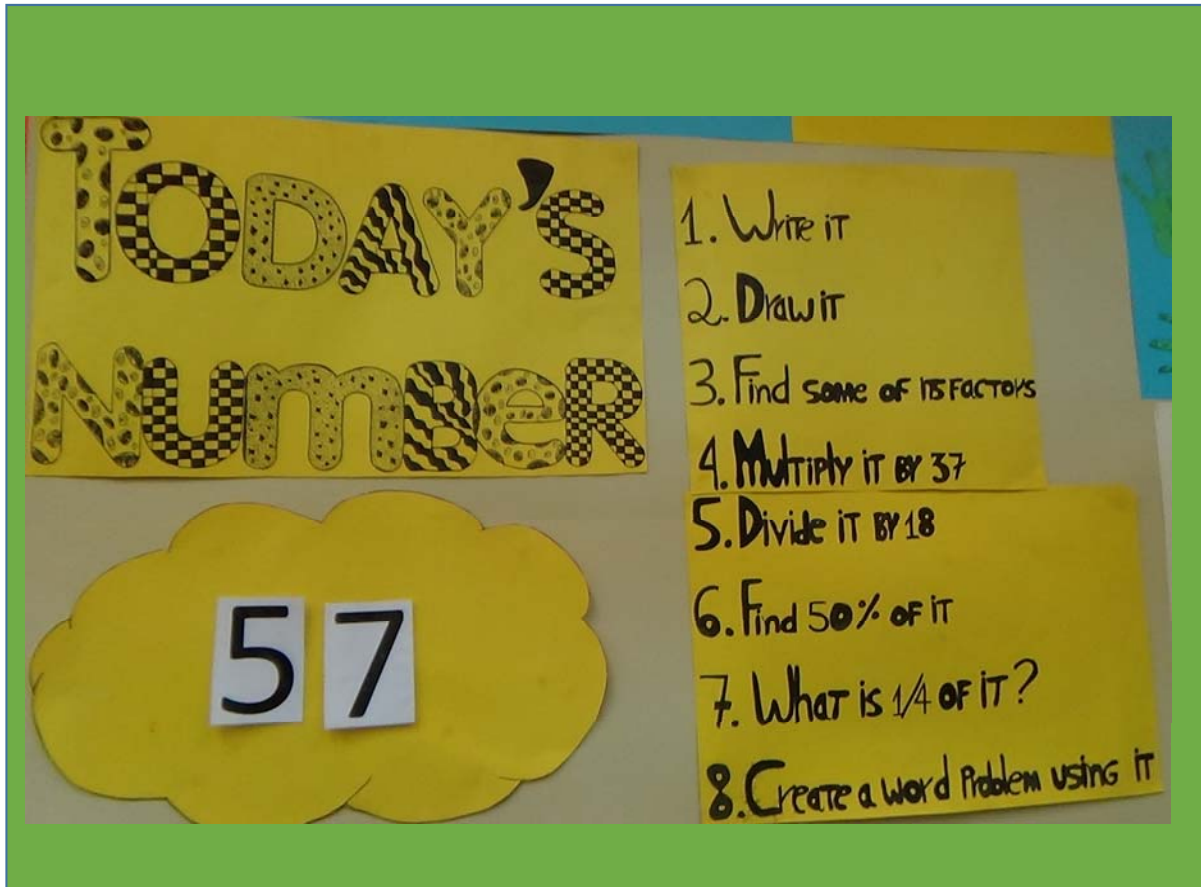 TODAY'S
NUMBER
57
1. Write it
2. Draw it
3. Find some of its factors
4. Multiply it by 37
5. Divide it by 18
6. Find 50% of it
7. What is 1/4 of it?
8. Create a word problem using it